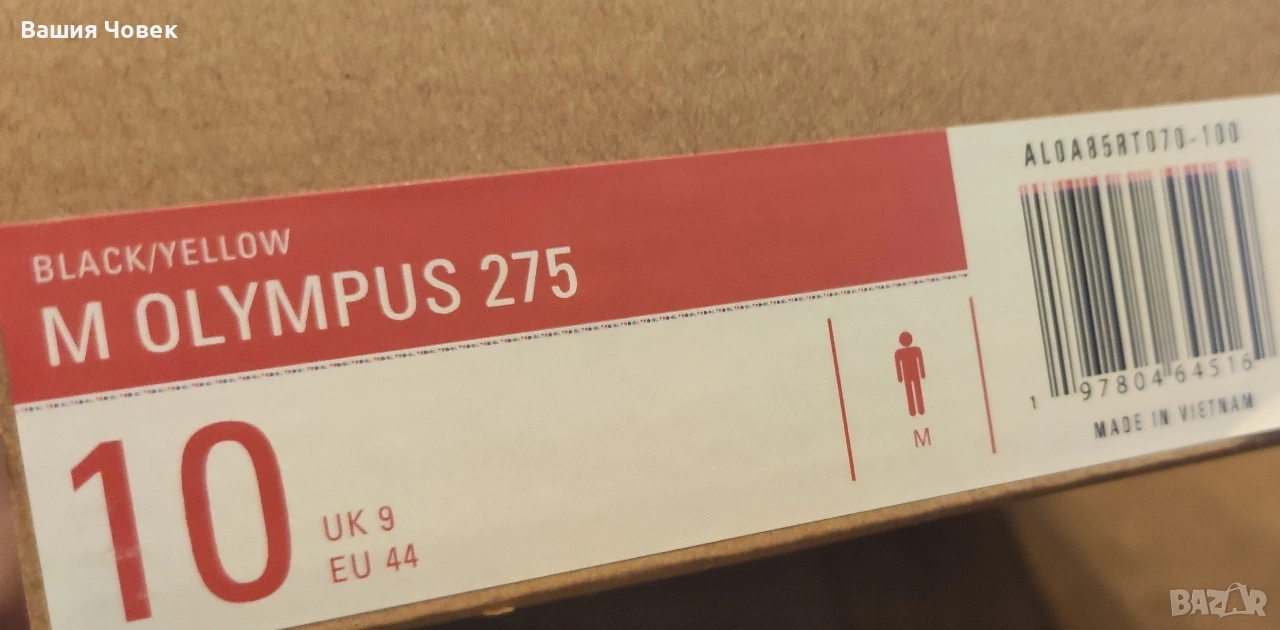 Вашия Човек
BLACK/YELLOW
M OLYMPUS 275
10
UK 9
EU 44
M
AL0A85RT070-100
1 97804 64516
MADE IN VIETNAM
BAZAR